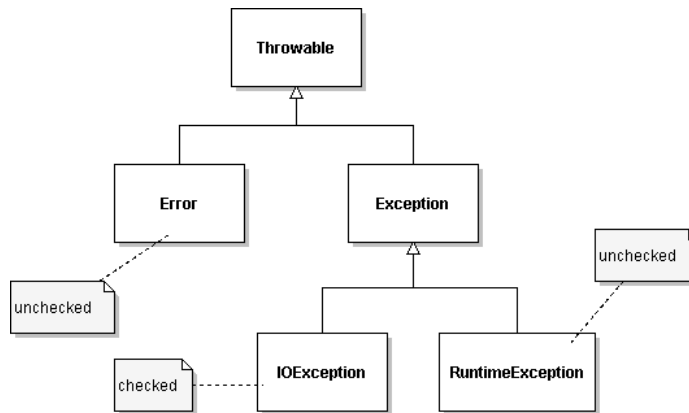 Throwable
Error
Exception
unchecked
unchecked
IOException
RuntimeException
checked